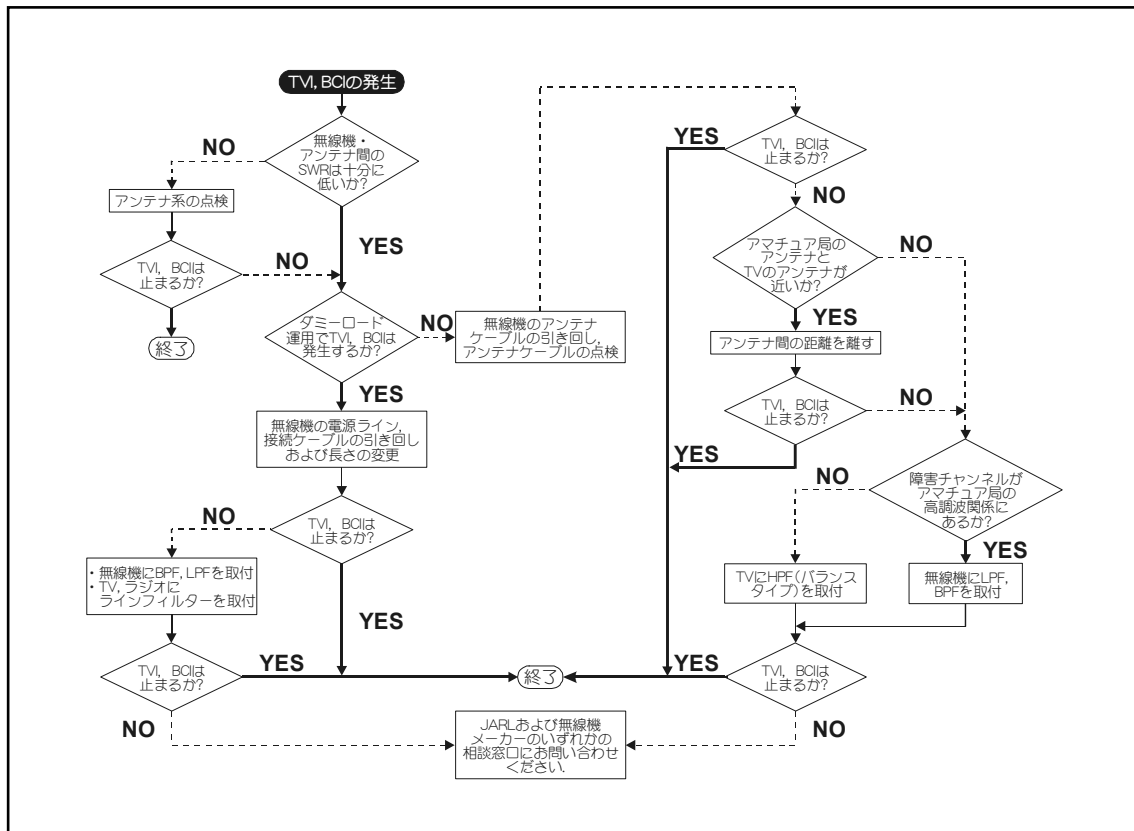 TVI, BCIの発生
無線機・
アンテナ間の
SWRは十分に
低いか?
NO
アンテナ系の点検
YES
TVI, BCIは
止まるか?
NO
終了
ダミーロード
運用でTVI, BCIは
発生するか?
NO
無線機のアンテナ
ケーブルの引き回し,
アンテナケーブルの点検
YES
無線機の電源ライン,
接続ケーブルの引き回し
および長さの変更
TVI, BCIは
止まるか?
NO
・無線機にBPF, LPFを取付
・TV, ラジオに
ラインフィルターを取付
YES
TVI, BCIは
止まるか?
YES
NO
終了
JARLおよび無線機
メーカーのいずれかの
相談窓口にお問い合わせ
ください.
TVI, BCIは
止まるか?
YES
NO
アマチュア局の
アンテナと
TVのアンテナが
近いか?
NO
YES
アンテナ間の距離を離す
TVI, BCIは
止まるか?
NO
YES
障害チャンネルが
アマチュア局の
高調波関係に
あるか?
NO
YES
TVにHPF(バランス
タイプ)を取付
無線機にLPF,
BPFを取付
TVI, BCIは
止まるか?
YES
NO